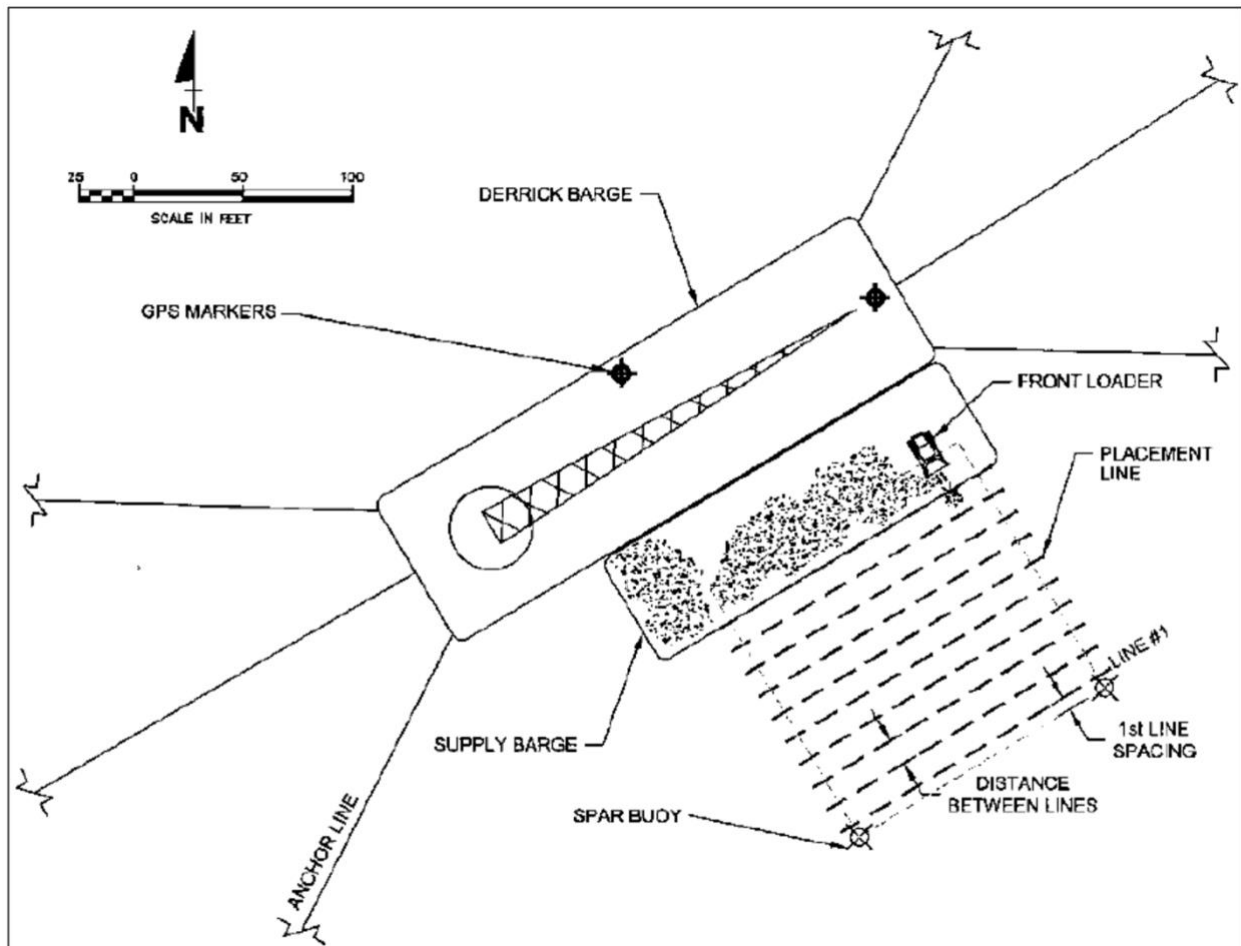 N
25 0 50 100
SCALE IN FEET
DERRICK BARGE
GPS MARKERS
FRONT LOADER
PLACEMENT
LINE
LINE #1
1st LINE
SPACING
SUPPLY BARGE
DISTANCE
BETWEEN LINES
SPAR BUOY
ANCHOR LINE